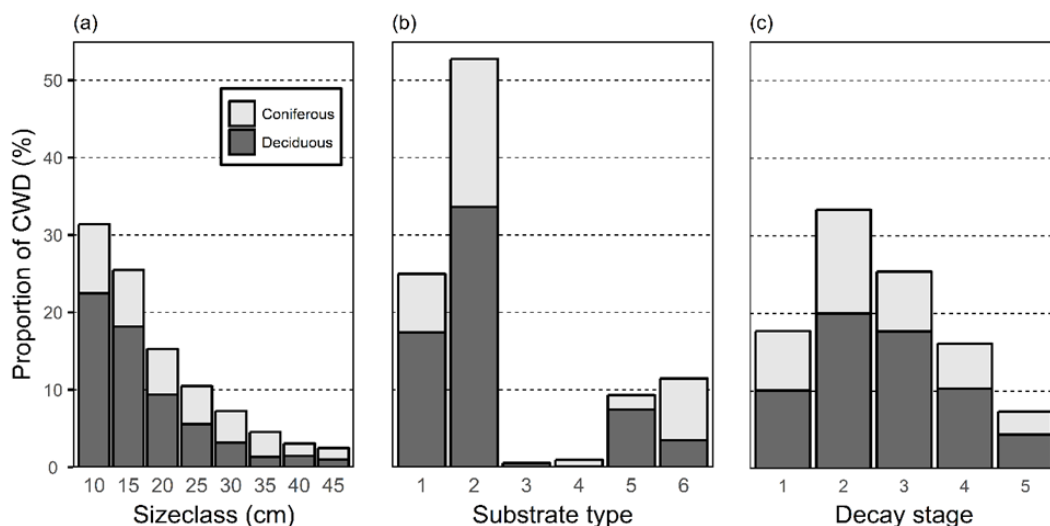 (a)
(b)
(c)
Coniferous
Deciduous
Proportion of CWD (%)
50
40
30
20
10
0
10 15 20 25 30 35 40 45
1 2 3 4 5 6
1 2 3 4 5
Sizeclass (cm)
Substrate type
Decay stage